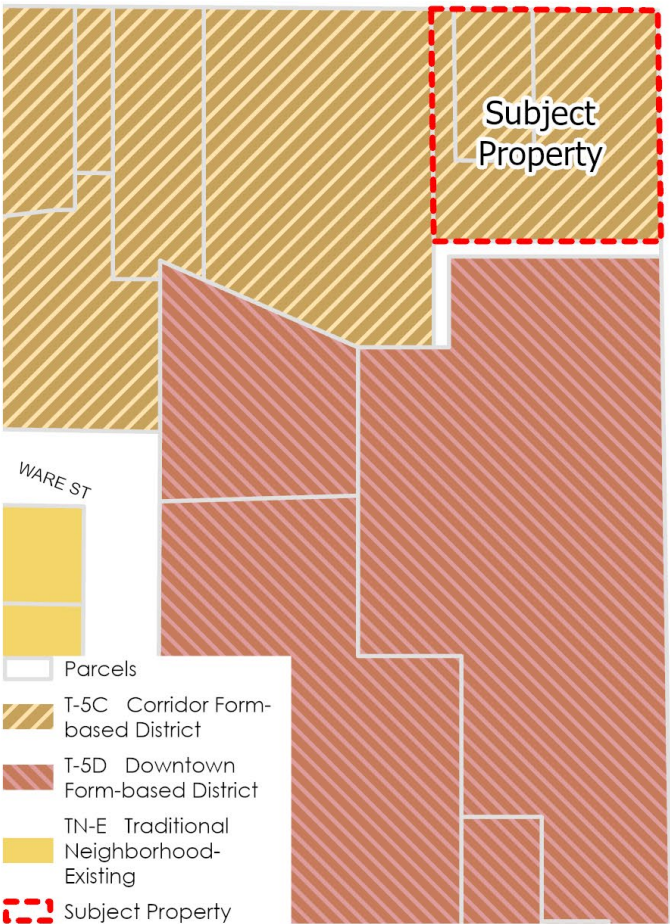 Subject
Property
WARE ST
Parcels
T-5C Corridor Form-
based District
T-5D Downtown
Form-based District
TN-E Traditional
Neighborhood-
Existing
Subject Property